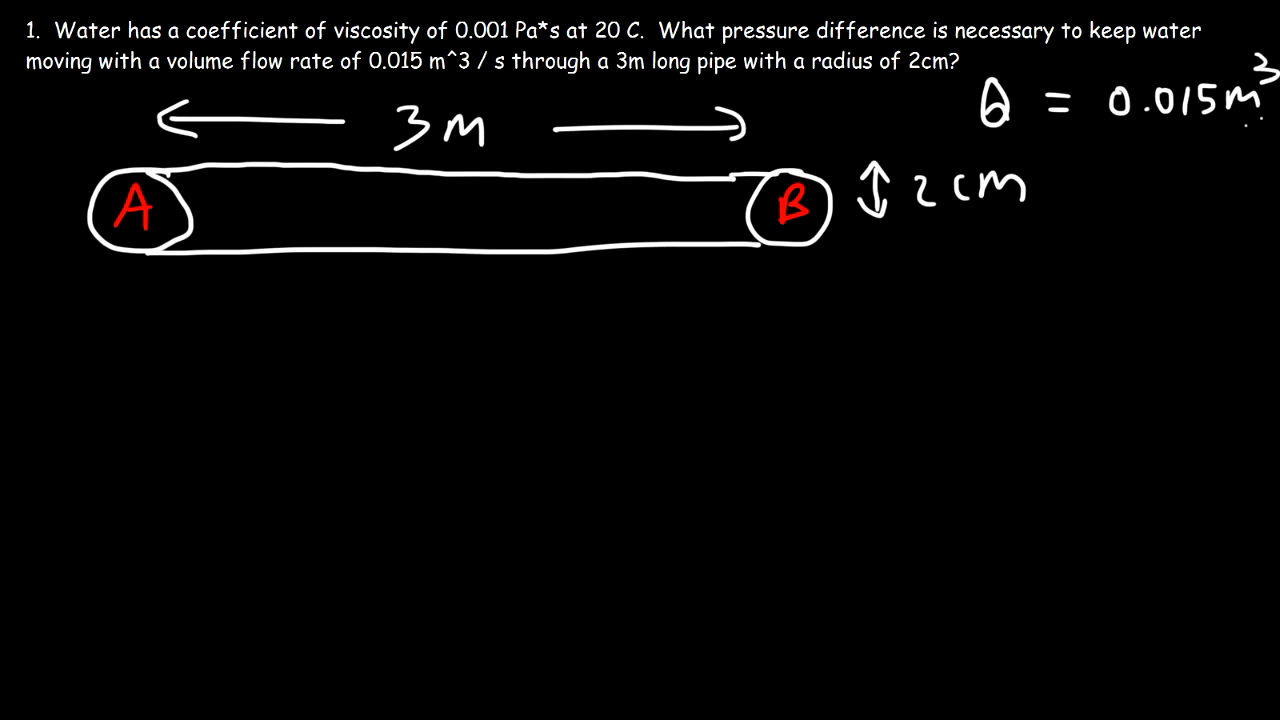 1. Water has a coefficient of viscosity of 0.001 Pa*s at 20 C. What pressure difference is necessary to keep water
moving with a volume flow rate of 0.015 m^3 / s through a 3m long pipe with a radius of 2cm?
Q = 0.015m³
3m
A B 2cm